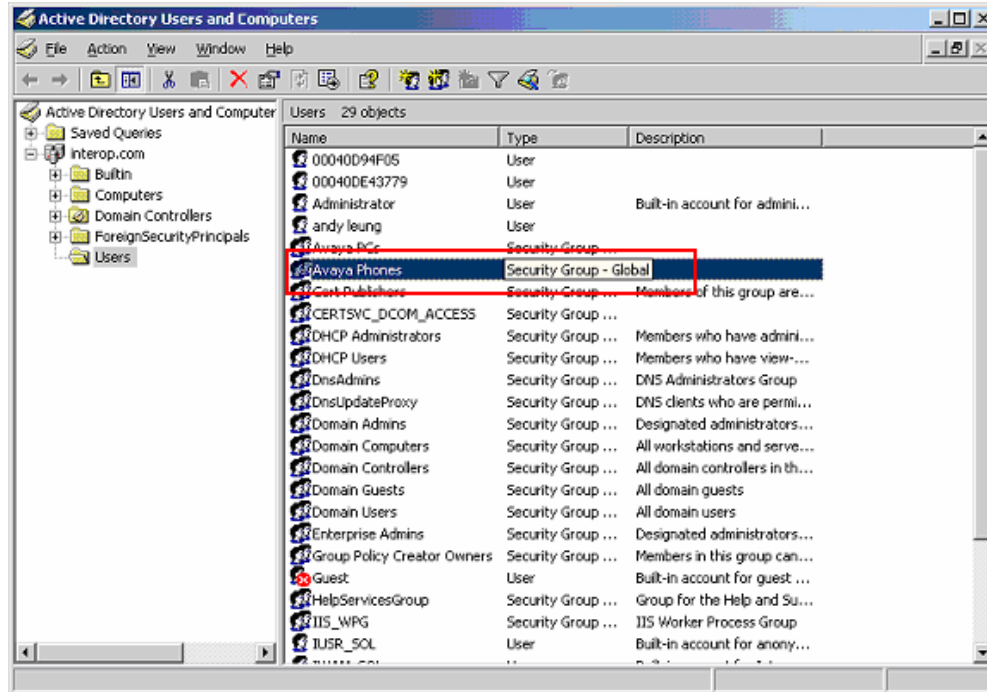 Active Directory Users and Computers
File Action View Window Help
Active Directory Users and Computer
Saved Queries
interop.com
Builtin
Computers
Domain Controllers
ForeignSecurityPrincipals
Users
Users 29 objects
Name Type Description
00040D94F05 User
00040DE43779 User
Administrator User Built-in account for admini...
andy leung User
Avaya PCs Security Group ...
Avaya Phones Security Group - Global
Cert Publishers Security Group ... Members of this group are...
CERTSVC_DCOM_ACCESS Security Group ...
DHCP Administrators Security Group ... Members who have admini...
DHCP Users Security Group ... Members who have view-...
DnsAdmins Security Group ... DNS Administrators Group
DnsUpdateProxy Security Group ... DNS clients who are permi...
Domain Admins Security Group ... Designated administrators...
Domain Computers Security Group ... All workstations and serve...
Domain Controllers Security Group ... All domain controllers in th...
Domain Guests Security Group ... All domain guests
Domain Users Security Group ... All domain users
Enterprise Admins Security Group ... Designated administrators...
Group Policy Creator Owners Security Group ... Members in this group can...
Guest User Built-in account for guest ...
HelpServicesGroup Security Group ... Group for the Help and Su...
IIS_WPG Security Group ... IIS Worker Process Group
IUSR_SOL User Built-in account for anony...